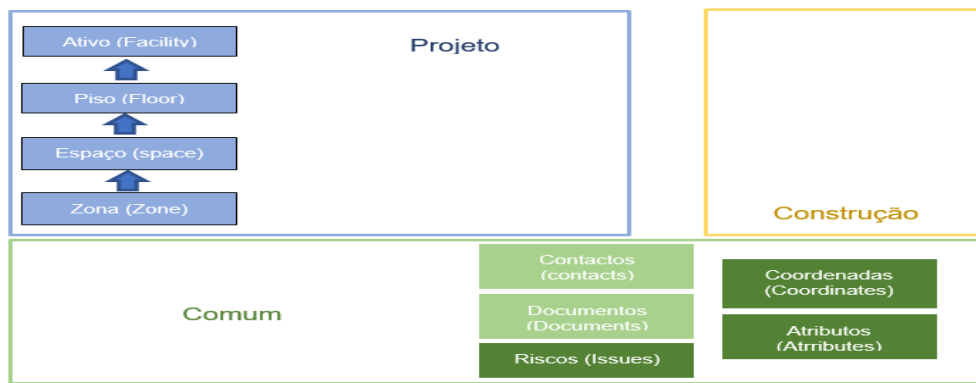 Ativo (Facility)
Projeto
Piso (Floor)
Espaço (space)
Zona (Zone)
Construção
Comum
Contactos
(contacts)
Documentos
(Documents)
Riscos (Issues)
Coordenadas
(Coordinates)
Atributos
(Atrributes)